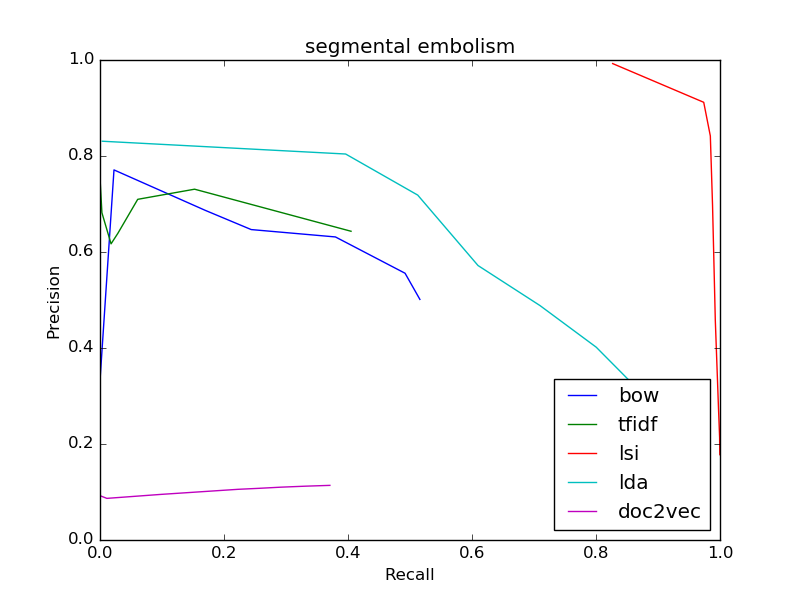 segmental embolism
1.0
0.8
0.6
0.4
0.2
0.0
Precision
0.0 0.2 0.4 0.6 0.8 1.0
Recall
bow
tfidf
lsi
lda
doc2vec